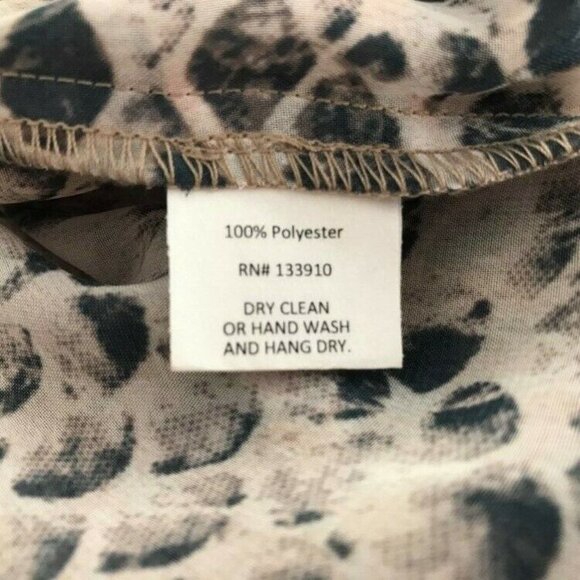 100% Polyester
RN# 133910
DRY CLEAN
OR HAND WASH
AND HANG DRY.